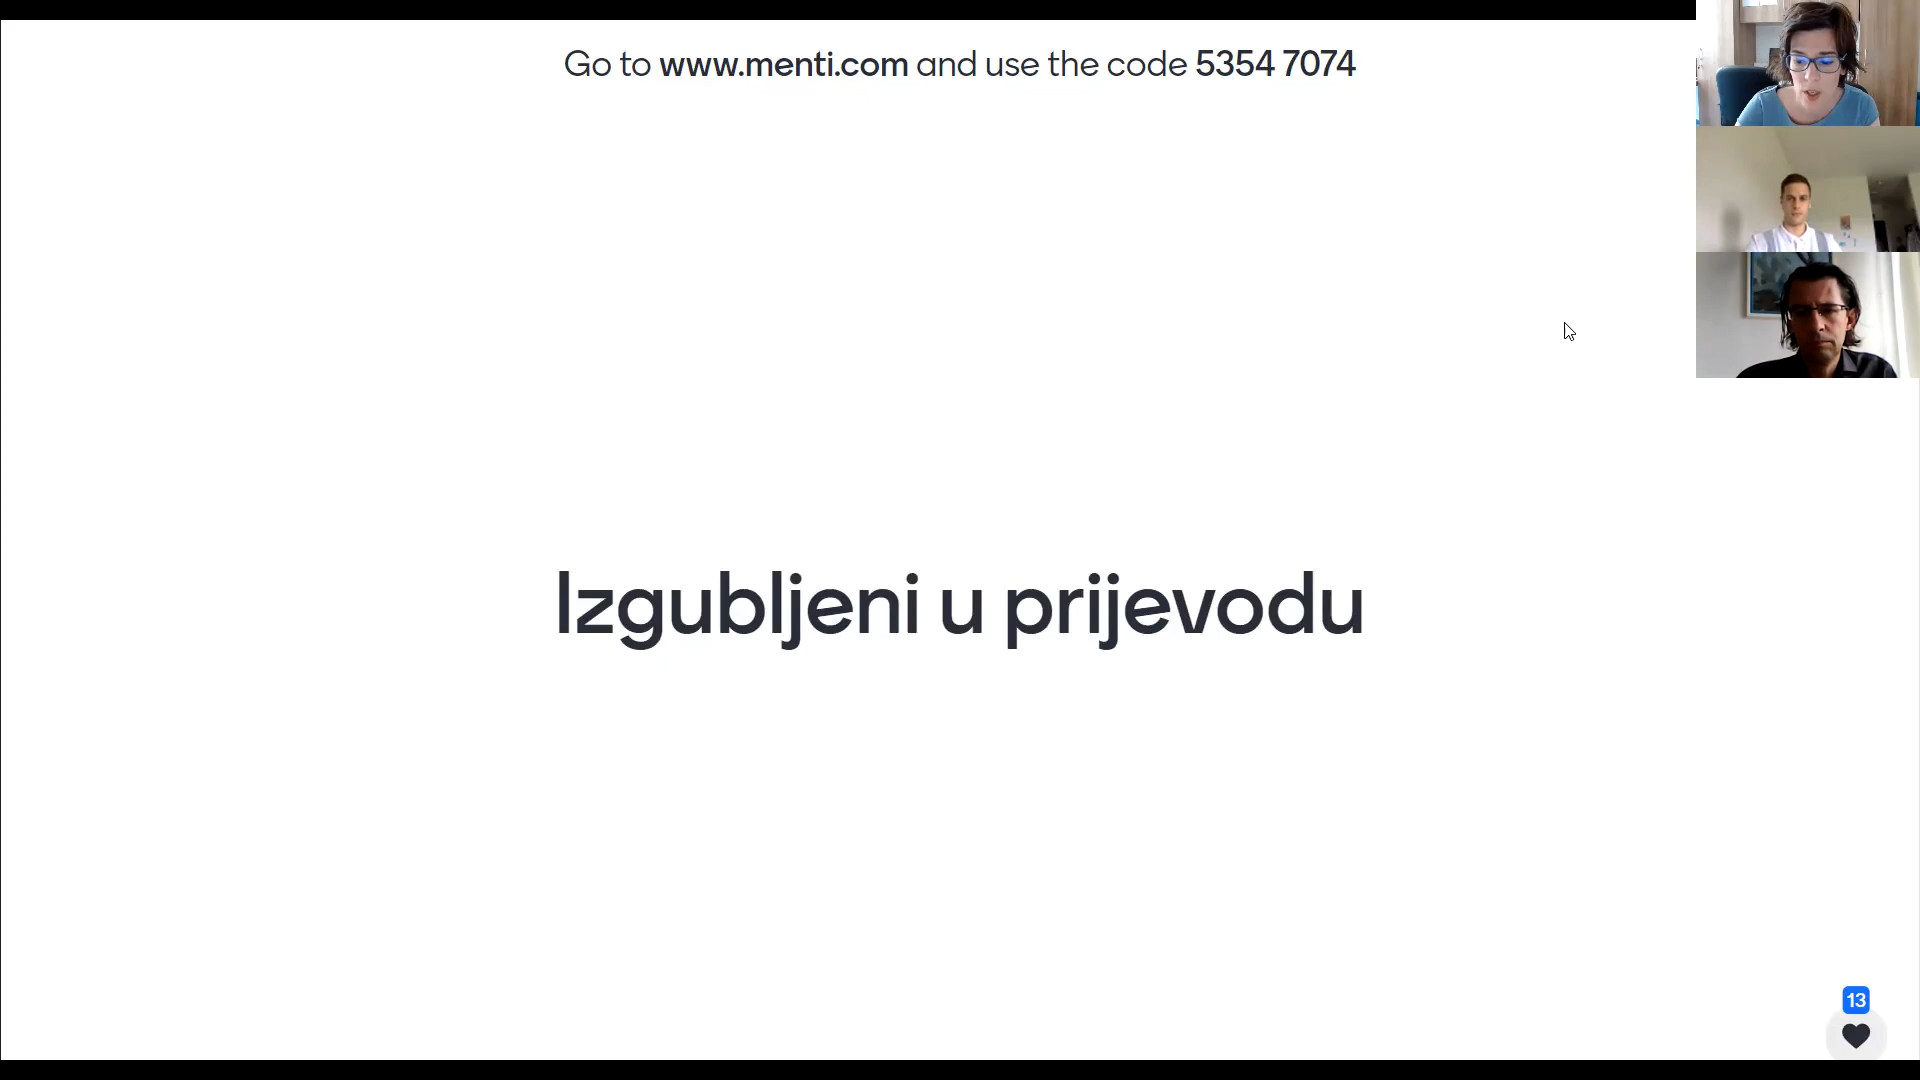 Go to www.menti.com and use the code 5354 7074
Izgubljeni u prijevodu
13